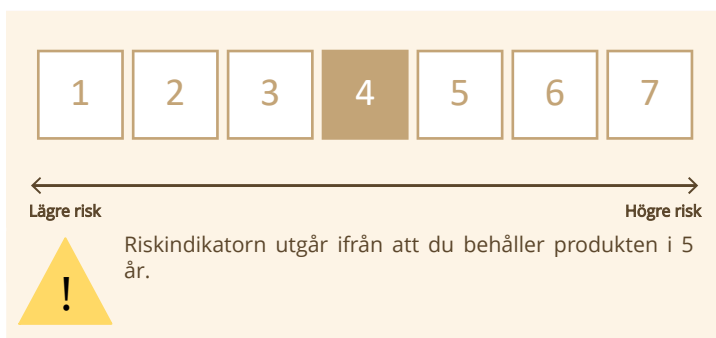 1 2 3 4 5 6 7
Lägre risk Högre risk
Riskindikatorn utgår ifrån att du behåller produkten i 5
år.
!